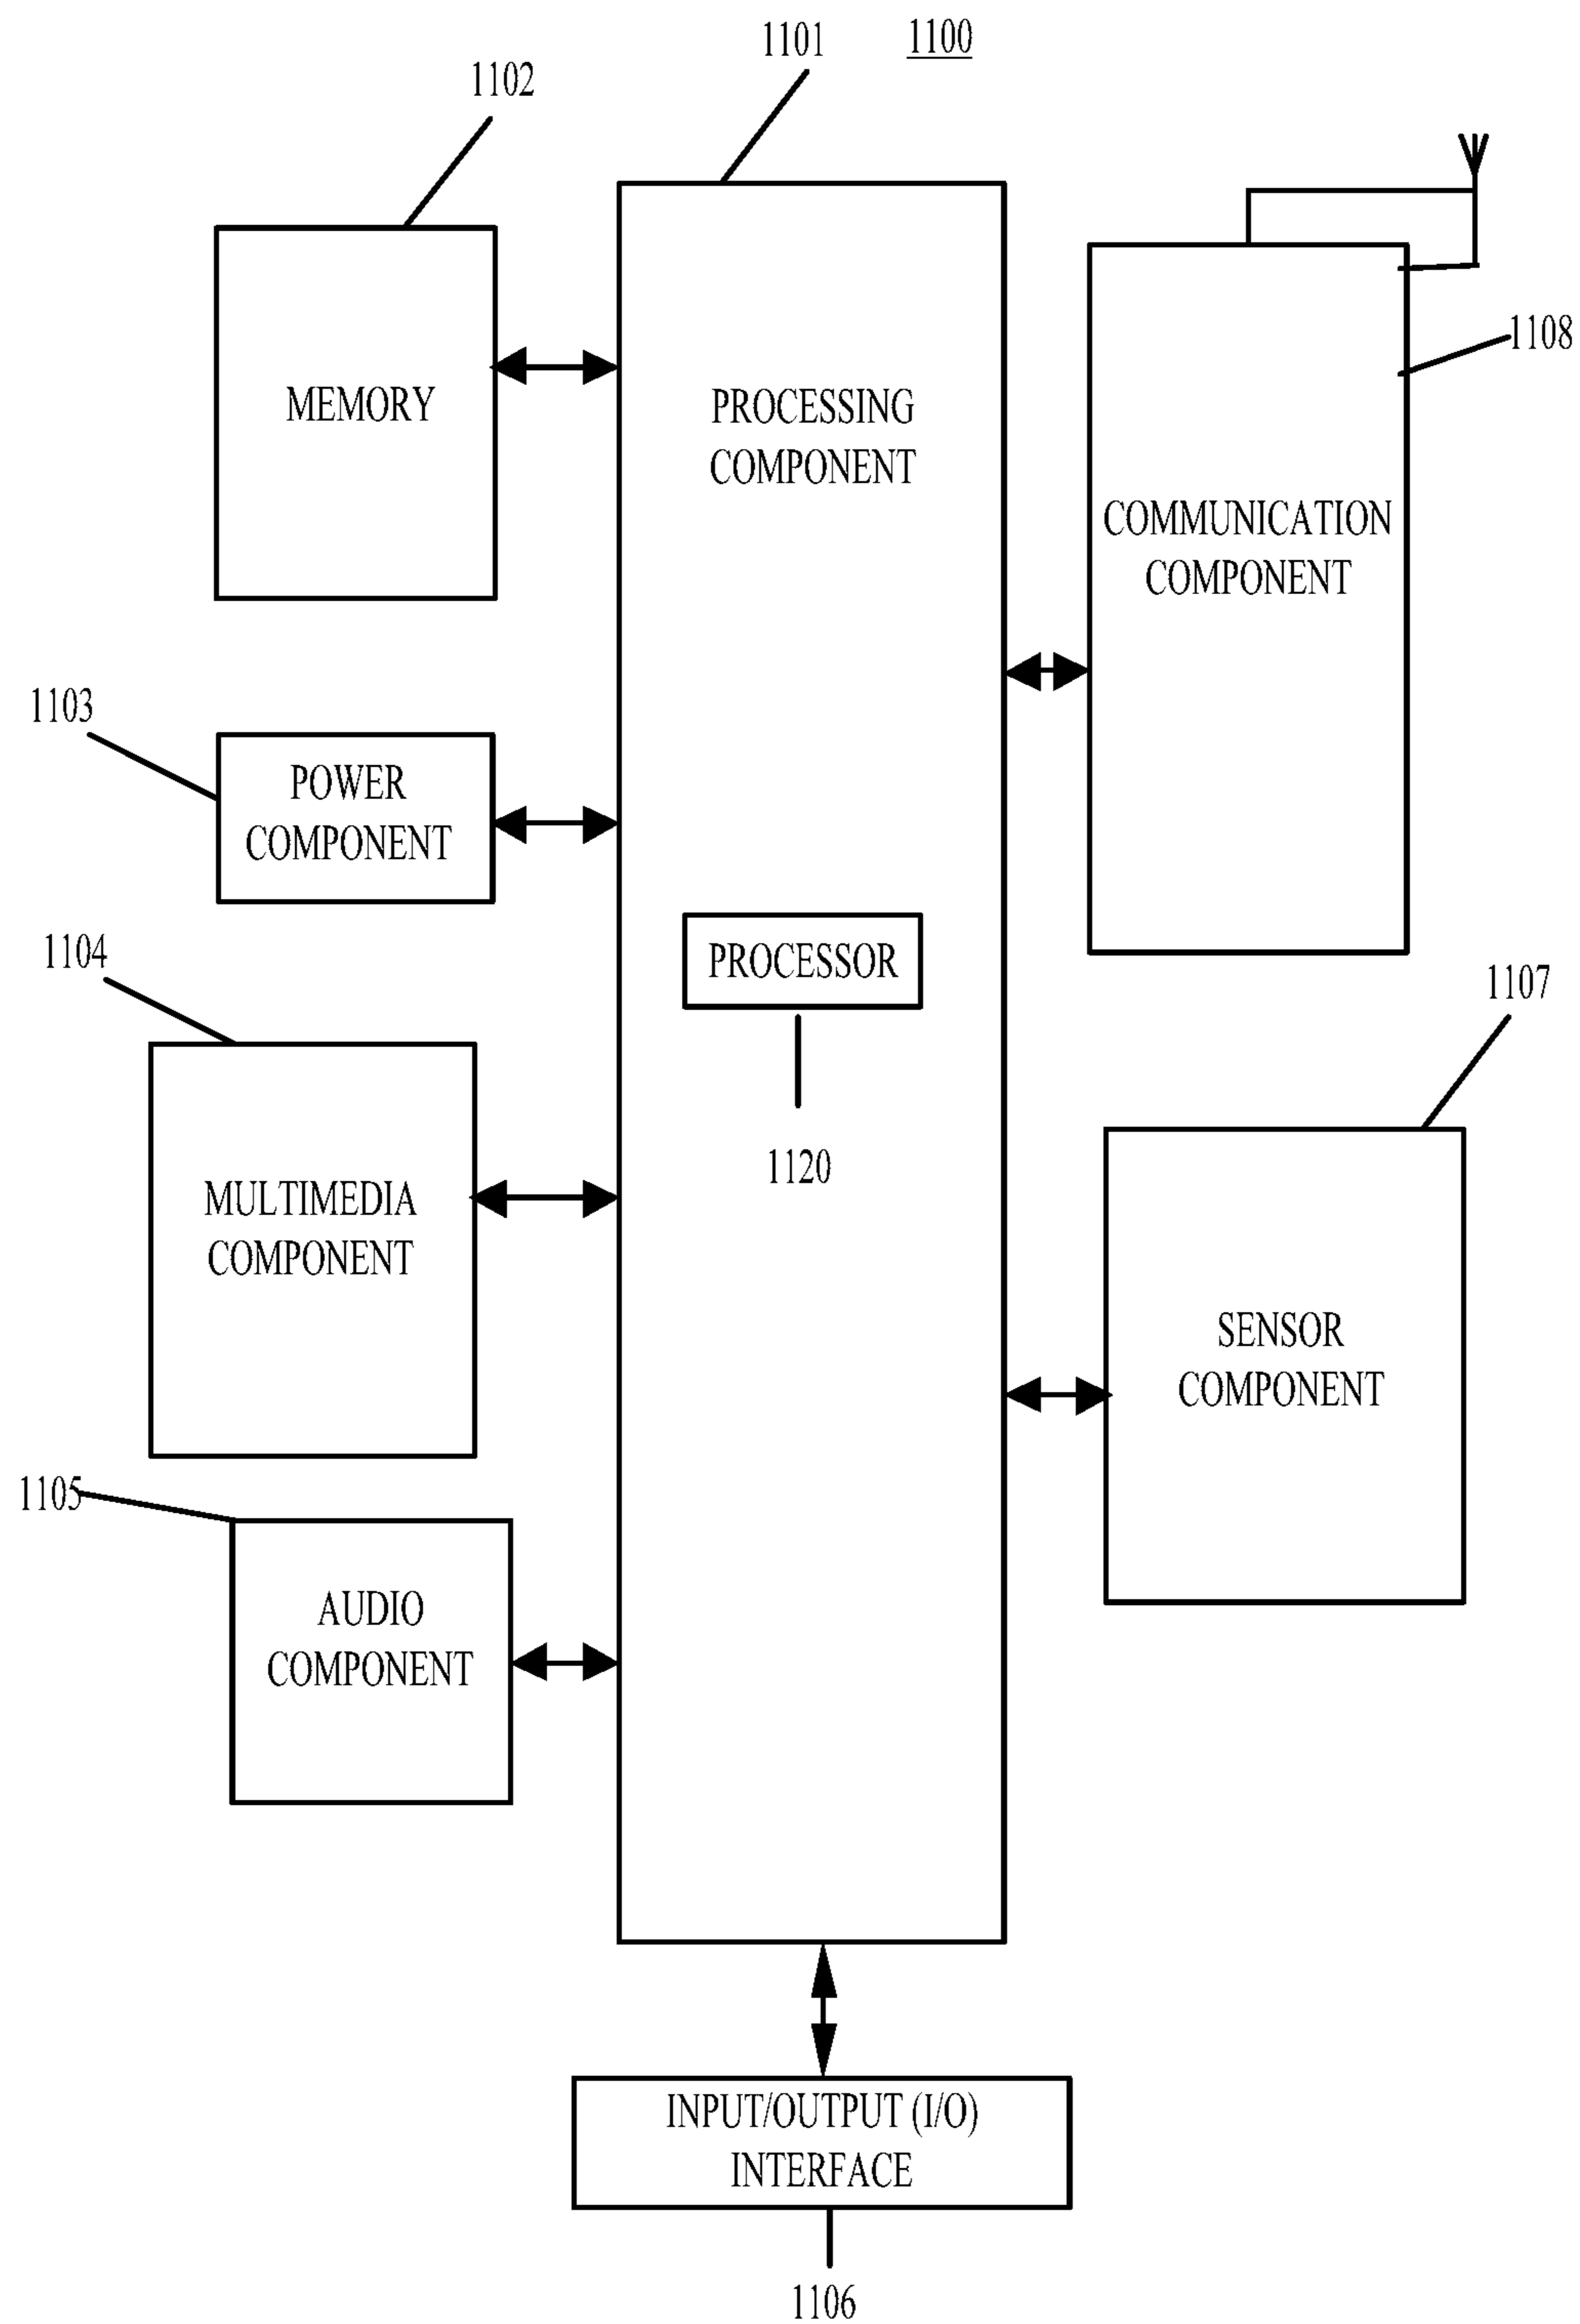 1101
1100
1102
1108
MEMORY
PROCESSING
COMPONENT
COMMUNICATION
COMPONENT
1103
POWER
COMPONENT
1104
PROCESSOR
1107
1120
MULTIMEDIA
COMPONENT
SENSOR
COMPONENT
1105
AUDIO
COMPONENT
INPUT/OUTPUT (I/O)
INTERFACE
1106